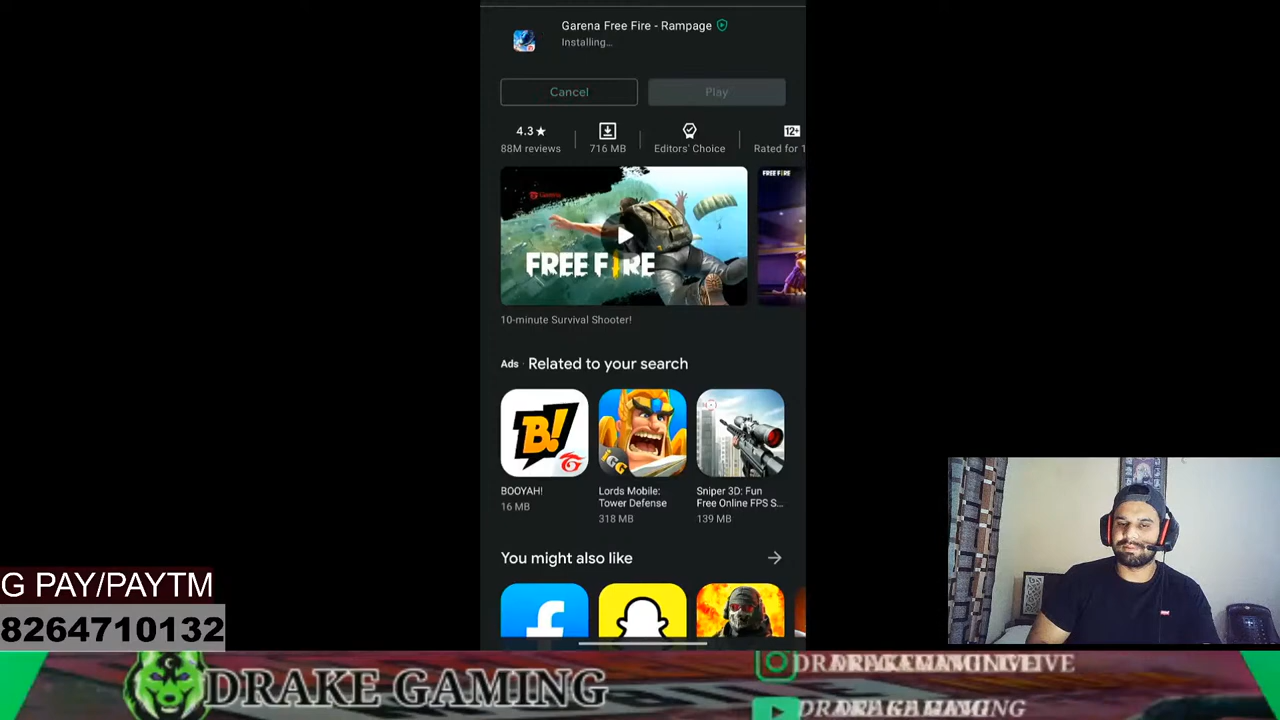 Garena Free Fire - Rampage
Installing...
Cancel
Play
4.3★
88M reviews
716 MB
Editors' Choice
12+
Rated for 1
FREE FIRE
FREE FIRE
10-minute Survival Shooter!
Ads · Related to your search
B!
IGG
BOOYAH!
16 MB
Lords Mobile: Tower Defense
318 MB
Sniper 3D: Fun Free Online FPS S...
139 MB
You might also like
G PAY/PAYTM
8264710132
DRAKE GAMING